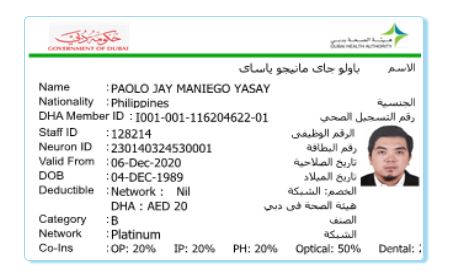 حكومة دبي
GOVERNMENT OF DUBAI
هيئة الصحة بدبي
DUBAI HEALTH AUTHORITY
الاسم باولو جاى مانيجو ياساى
Name : PAOLO JAY MANIEGO YASAY
Nationality : Philippines الجنسية
DHA Member ID : I001-001-116204622-01 رقم التسجيل الصحي
Staff ID : 128214 الرقم الوظيفى
Neuron ID : 230140324530001 رقم البطاقة
Valid From : 06-Dec-2020 تاريخ الصلاحية
DOB : 04-DEC-1989 تاريخ الميلاد
Deductible : Network : Nil الخصم: الشبكة
DHA : AED 20 هيئة الصحة فى دبي
Category : B الصنف
Network : Platinum الشبكة
Co-Ins : OP: 20% IP: 20% PH: 20% Optical: 50% Dental: